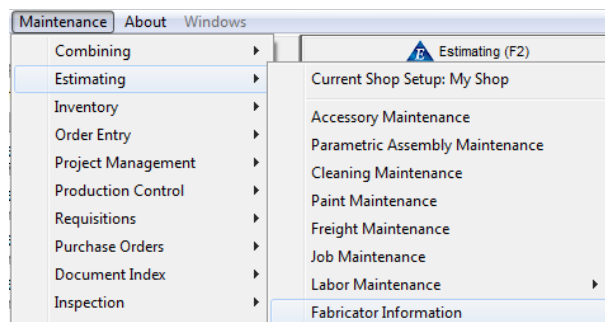 Maintenance About Windows
Combining
Estimating
Inventory
Order Entry
Project Management
Production Control
Requisitions
Purchase Orders
Document Index
Inspection
Estimating (F2)
Current Shop Setup: My Shop
Accessory Maintenance
Parametric Assembly Maintenance
Cleaning Maintenance
Paint Maintenance
Freight Maintenance
Job Maintenance
Labor Maintenance
Fabricator Information